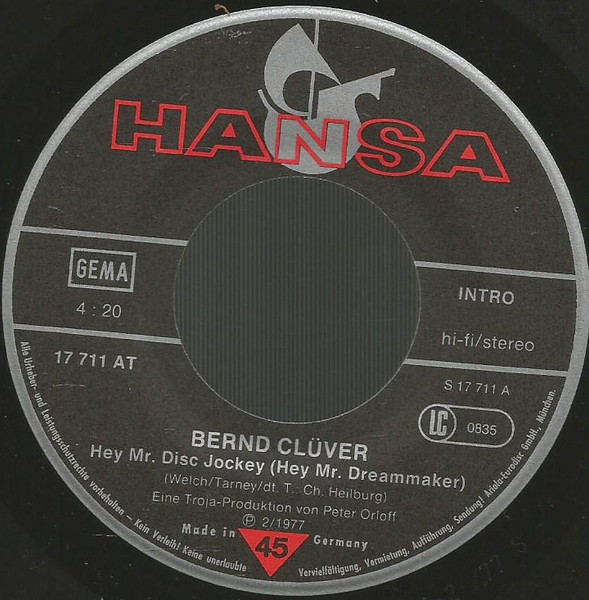 HANSA
GEMA
4 : 20
17 711 AT
INTRO
hi-fi/stereo
S 17 711 A
LC 0835
BERND CLÜVER
Hey Mr. Disc Jockey (Hey Mr. Dreammaker)
(Welch/Tarney/dt. T.: Ch. Heilburg)
Eine Troja-Produktion von Peter Orloff
Ⓟ 2/1977
Made in 45 Germany
Alle Urheber- und Leistungsschutzrechte vorbehalten – Kein Verleih! Keine unerlaubte Vervielfältigung, Vermietung, Aufführung, Sendung! Ariola-Eurodisc GmbH, München.